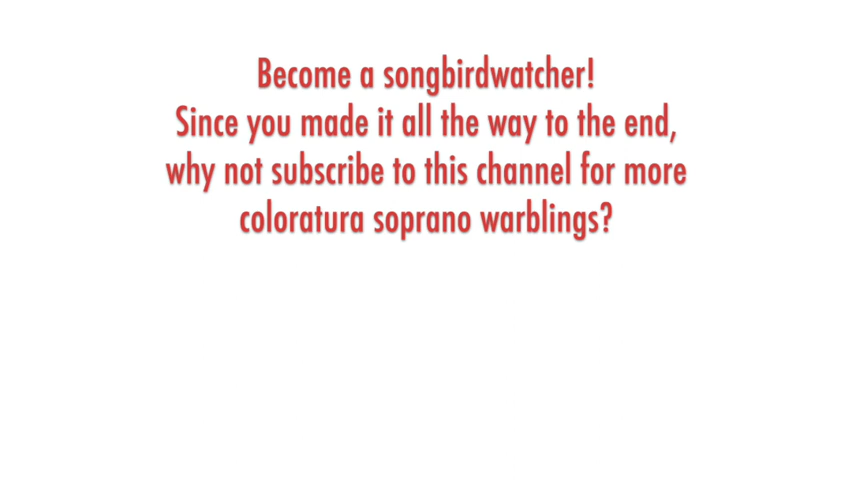 Become a songbirdwatcher!
Since you made it all the way to the end,
why not subscribe to this channel for more
coloratura soprano warblings?